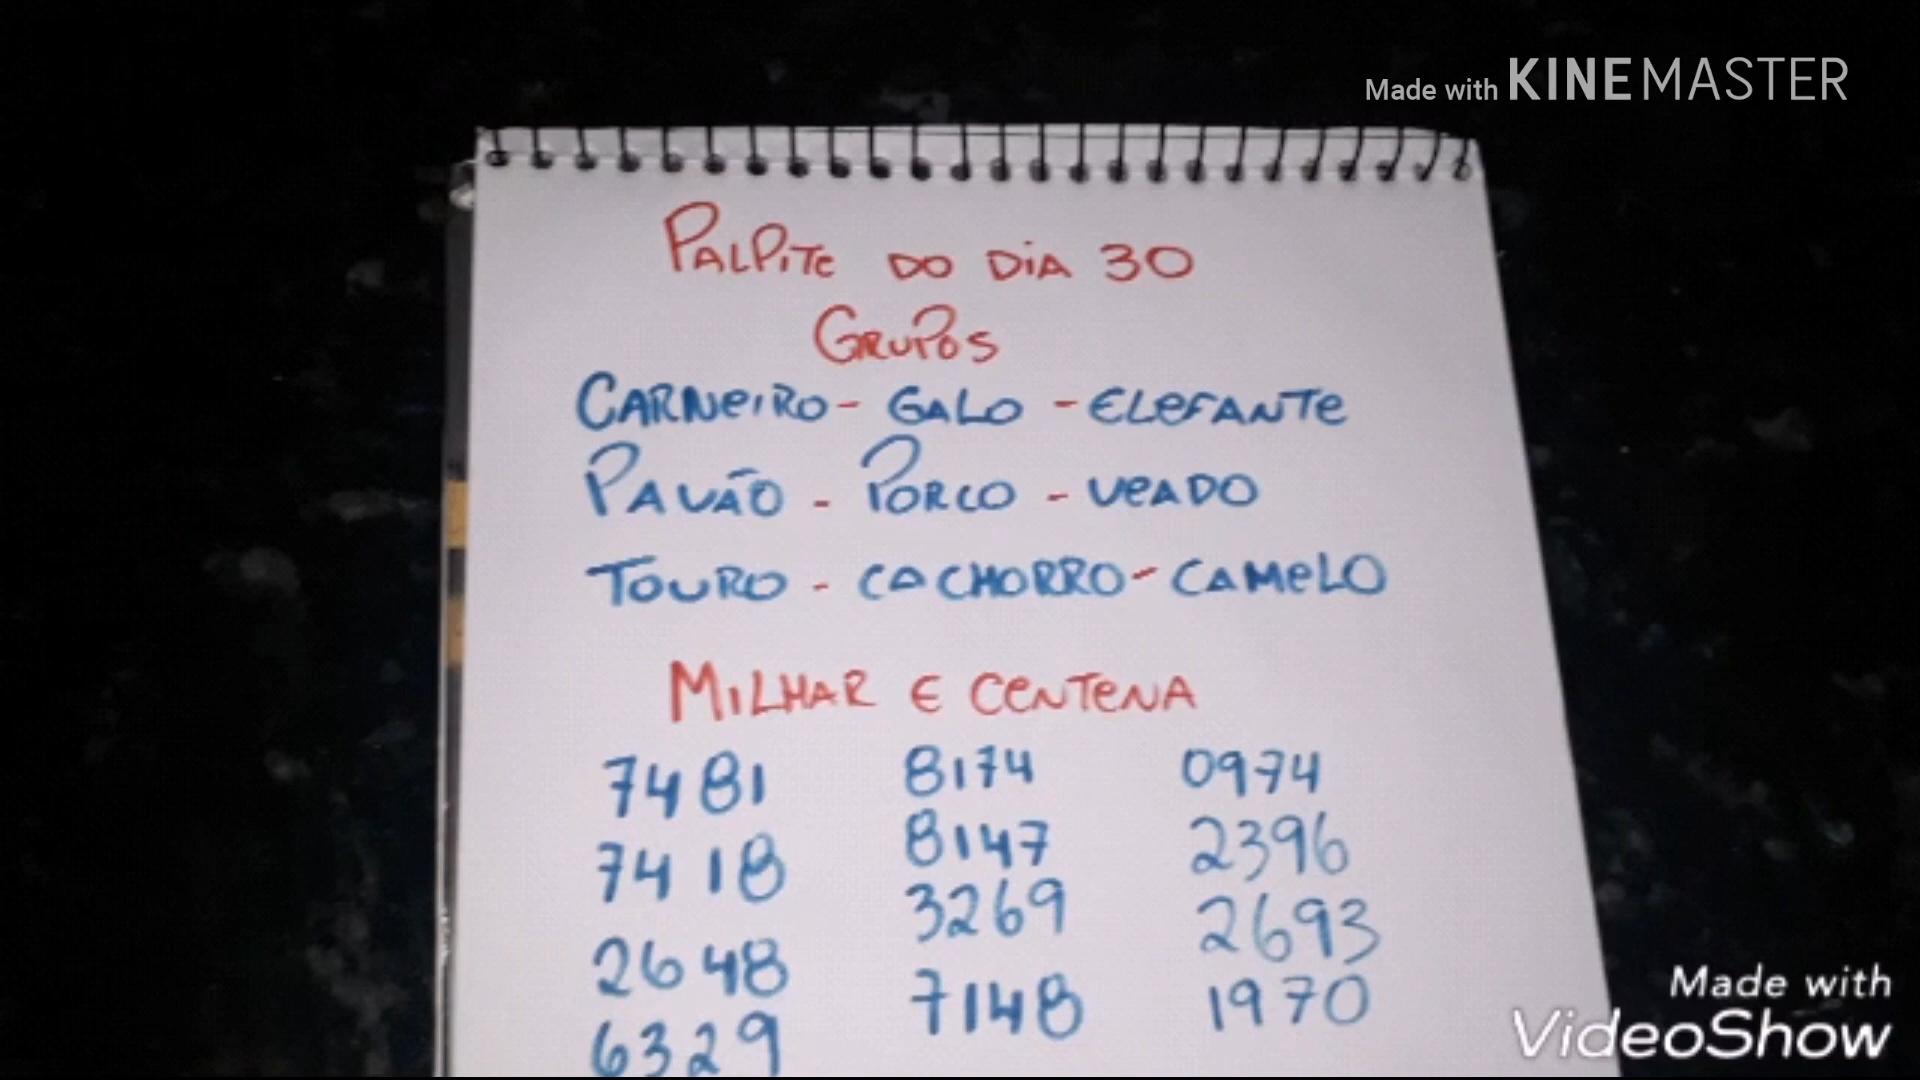 Made with KINEMASTER
PALPITE DO DIA 30
GRUPOS
CARNEIRO - GALO - ELEFANTE
PAVÃO - PORCO - VEADO
TOURO - CACHORRO - CAMELO
MILHAR E CENTENA
7481 8174 0974
7418 8147 2396
2648 3269 2693
6329 7148 1970
Made with
VideoShow